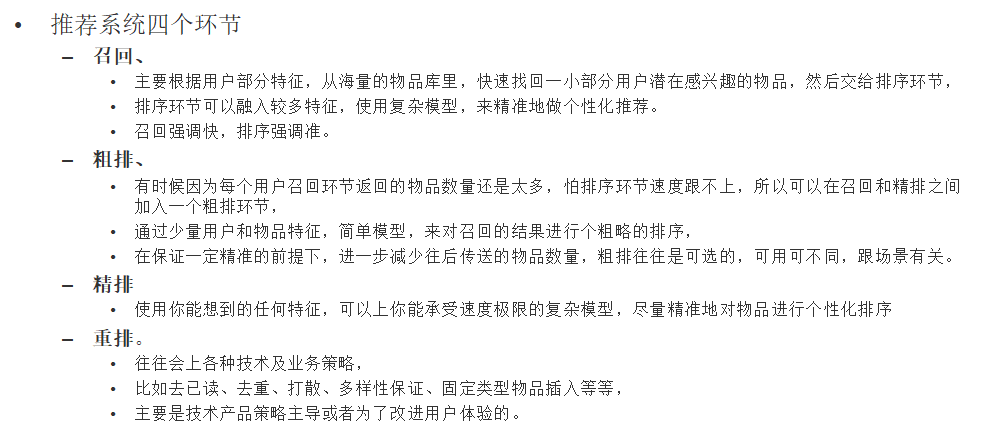 • 推荐系统四个环节
– 召回、
• 主要根据用户部分特征，从海量的物品库里，快速找回一小部分用户潜在感兴趣的物品，然后交给排序环节，
• 排序环节可以融入较多特征，使用复杂模型，来精准地做个性化推荐。
• 召回强调快，排序强调准。
– 粗排、
• 有时候因为每个用户召回环节返回的物品数量还是太多，怕排序环节速度跟不上，所以可以在召回和精排之间
加入一个粗排环节，
• 通过少量用户和物品特征，简单模型，来对召回的结果进行个粗略的排序，
• 在保证一定精准的前提下，进一步减少往后传送的物品数量，粗排往往是可选的，可用可不同，跟场景有关。
– 精排
• 使用你能想到的任何特征，可以上你能承受速度极限的复杂模型，尽量精准地对物品进行个性化排序
– 重排。
• 往往会上各种技术及业务策略，
• 比如去已读、去重、打散、多样性保证、固定类型物品插入等等，
• 主要是技术产品策略主导或者为了改进用户体验的。